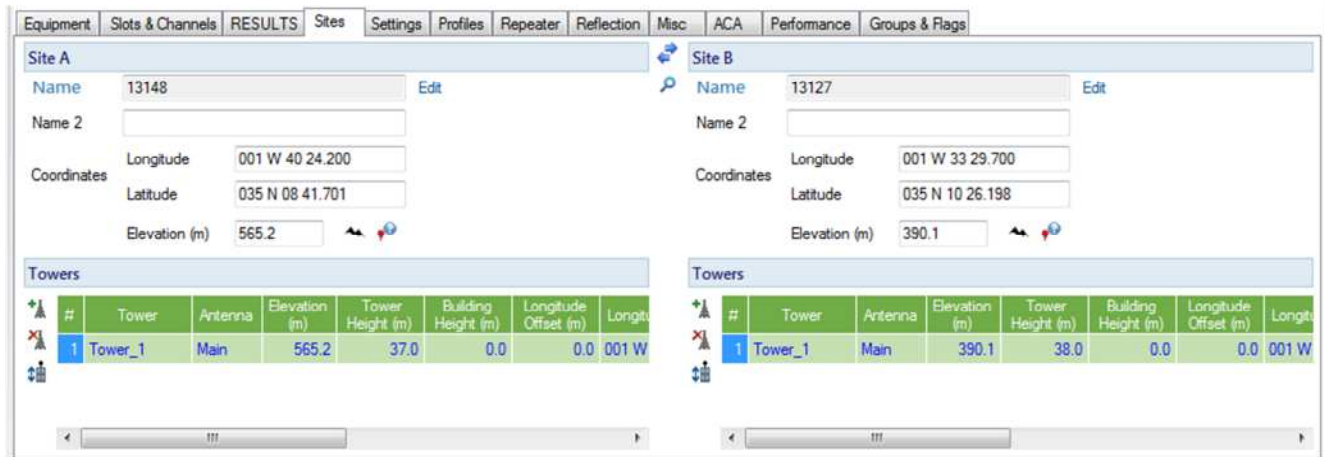 Equipment Slots & Channels RESULTS Sites Settings Profiles Repeater Reflection Misc ACA Performance Groups & Flags
Site A
Name 13148 Edit
Name 2
Coordinates
Longitude 001 W 40 24.200
Latitude 035 N 08 41.701
Elevation (m) 565.2
Towers
# Tower Antenna Elevation (m) Tower Height (m) Building Height (m) Longitude Offset (m) Longitu
1 Tower_1 Main 565.2 37.0 0.0 0.0 001 W
Site B
Name 13127 Edit
Name 2
Coordinates
Longitude 001 W 33 29.700
Latitude 035 N 10 26.198
Elevation (m) 390.1
Towers
# Tower Antenna Elevation (m) Tower Height (m) Building Height (m) Longitude Offset (m) Longitu
1 Tower_1 Main 390.1 38.0 0.0 0.0 001 W